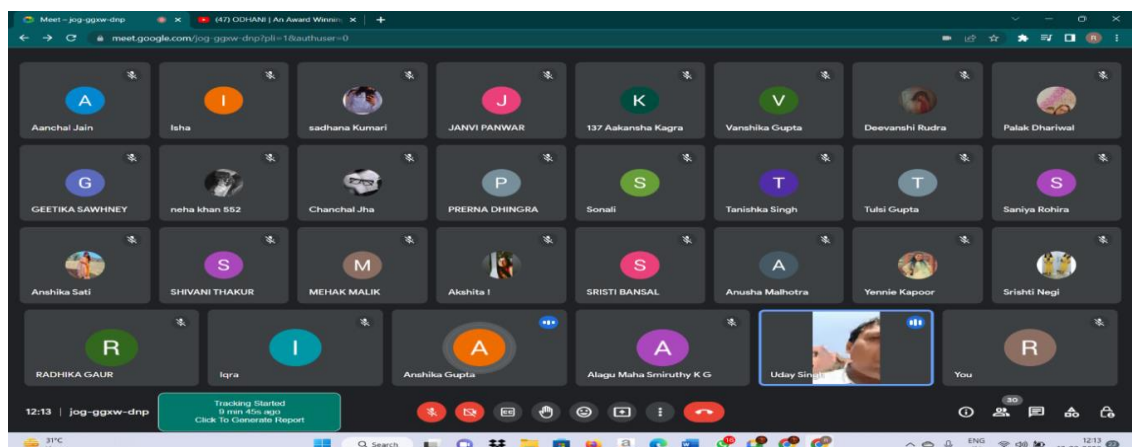 Meet – jog-ggxw-dnp
(47) ODHANI | An Award Winnin
meet.google.com/jog-ggxw-dnp?pli=1&authuser=0
R
A I J K V
Aanchal Jain Isha sadhana Kumari JANVI PANWAR 137 Aakansha Kagra Vanshika Gupta Deevanshi Rudra Palak Dhariwal
G P S T T S
GEETIKA SAWHNEY neha khan 552 Chanchal Jha PRERNA DHINGRA Sonali Tanishka Singh Tulsi Gupta Saniya Rohira
S M S A
Anshika Sati SHIVANI THAKUR MEHAK MALIK Akshita ! SRISTI BANSAL Anusha Malhotra Yennie Kapoor Srishti Negi
R I A A R
RADHIKA GAUR Iqra Anshika Gupta Alagu Maha Smiruthy K G Uday Singh You
12:13 | jog-ggxw-dnp
Tracking Started
9 min 45s ago
Click To Generate Report
30
31°C
Search
ENG
12:13